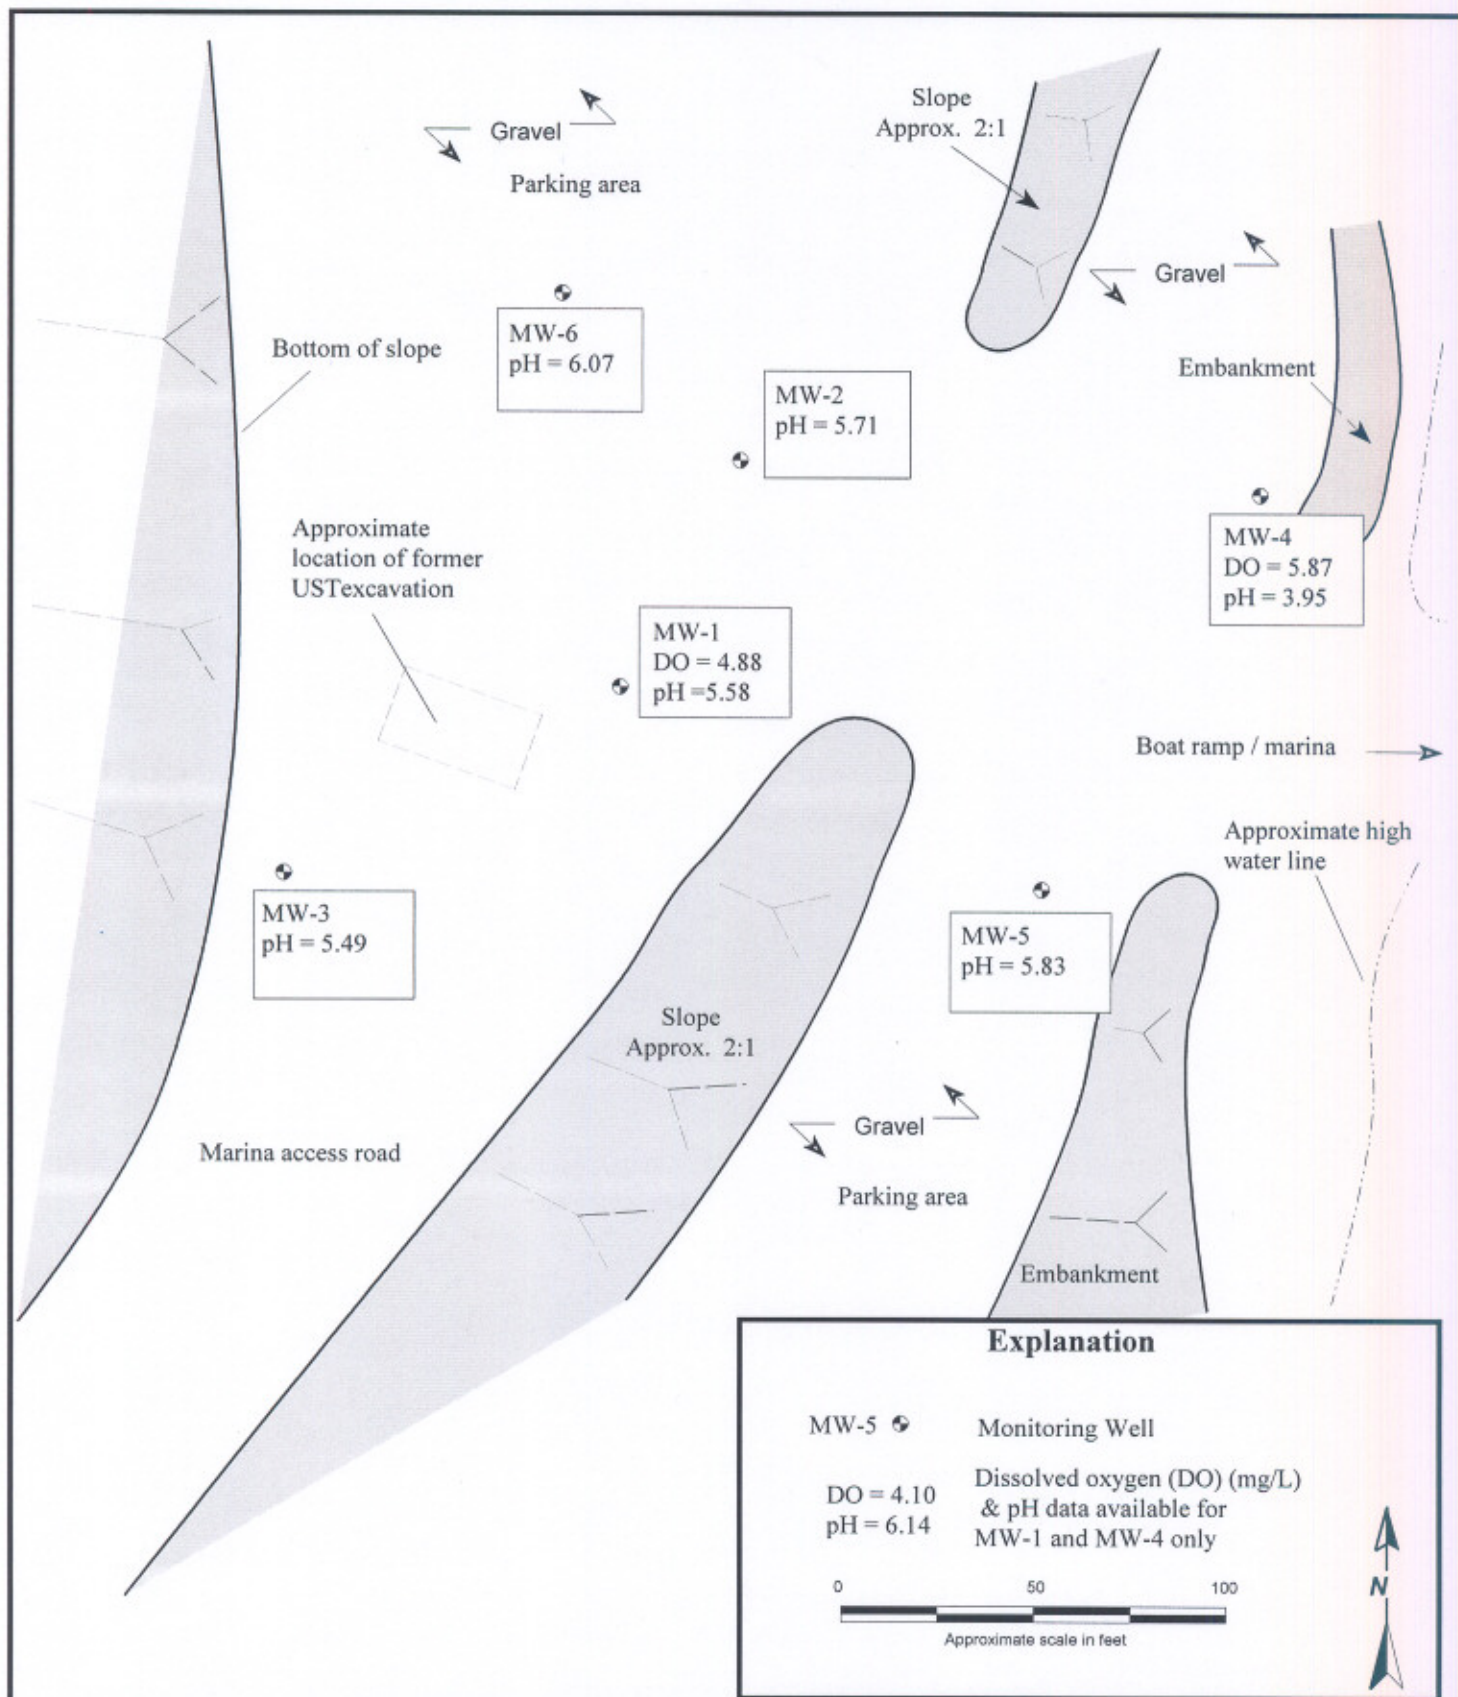 Gravel
Parking area
Slope
Approx. 2:1
Gravel
MW-6
pH = 6.07
Bottom of slope
MW-2
pH = 5.71
Embankment
Approximate
location of former
USTexcavation
MW-4
DO = 5.87
pH = 3.95
MW-1
DO = 4.88
pH =5.58
Boat ramp / marina
Approximate high
water line
MW-3
pH = 5.49
MW-5
pH = 5.83
Slope
Approx. 2:1
Gravel
Parking area
Marina access road
Embankment
Explanation
MW-5
Monitoring Well
DO = 4.10
pH = 6.14
Dissolved oxygen (DO) (mg/L)
& pH data available for
MW-1 and MW-4 only
0 50 100
Approximate scale in feet
N